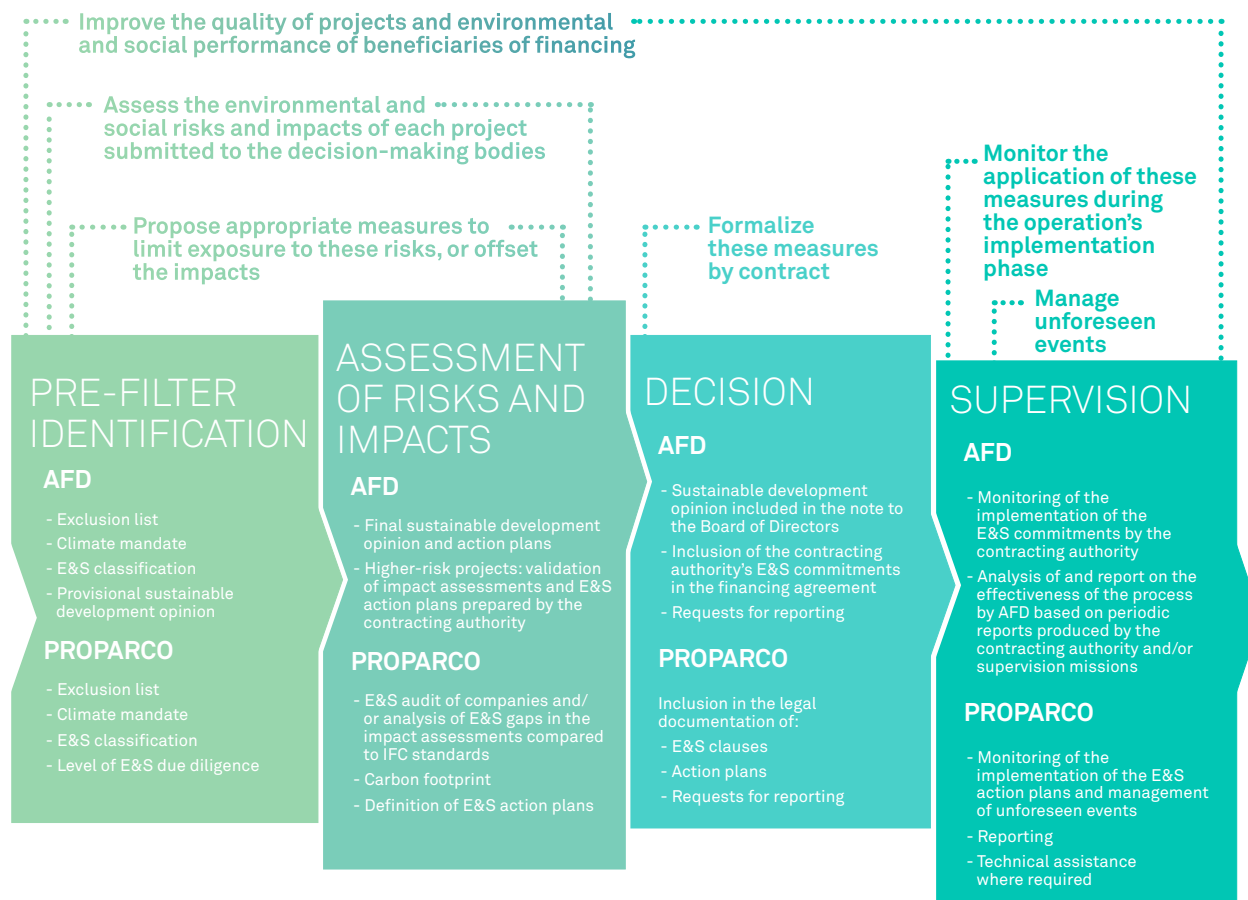 Improve the quality of projects and environmental
and social performance of beneficiaries of financing
Assess the environmental and
social risks and impacts of each project
submitted to the decision-making bodies
Propose appropriate measures to
limit exposure to these risks, or offset
the impacts
Formalize
these measures
by contract
Monitor the
application of these
measures during
the operation's
implementation
phase
Manage
unforeseen
events
PRE-FILTER
IDENTIFICATION
AFD
- Exclusion list
- Climate mandate
- E&S classification
- Provisional sustainable
development opinion
PROPARCO
- Exclusion list
- Climate mandate
- E&S classification
- Level of E&S due diligence
ASSESSMENT
OF RISKS AND
IMPACTS
AFD
- Final sustainable development
opinion and action plans
- Higher-risk projects: validation
of impact assessments and E&S
action plans prepared by the
contracting authority
PROPARCO
- E&S audit of companies and/
or analysis of E&S gaps in the
impact assessments compared
to IFC standards
- Carbon footprint
- Definition of E&S action plans
DECISION
AFD
- Sustainable development
opinion included in the note to
the Board of Directors
- Inclusion of the contracting
authority's E&S commitments
in the financing agreement
- Requests for reporting
PROPARCO
Inclusion in the legal
documentation of:
- E&S clauses
- Action plans
- Requests for reporting
SUPERVISION
AFD
- Monitoring of the
implementation of the
E&S commitments by the
contracting authority
- Analysis of and report on the
effectiveness of the process
by AFD based on periodic
reports produced by the
contracting authority and/or
supervision missions
PROPARCO
- Monitoring of the
implementation of the E&S
action plans and management
of unforeseen events
- Reporting
- Technical assistance
where required